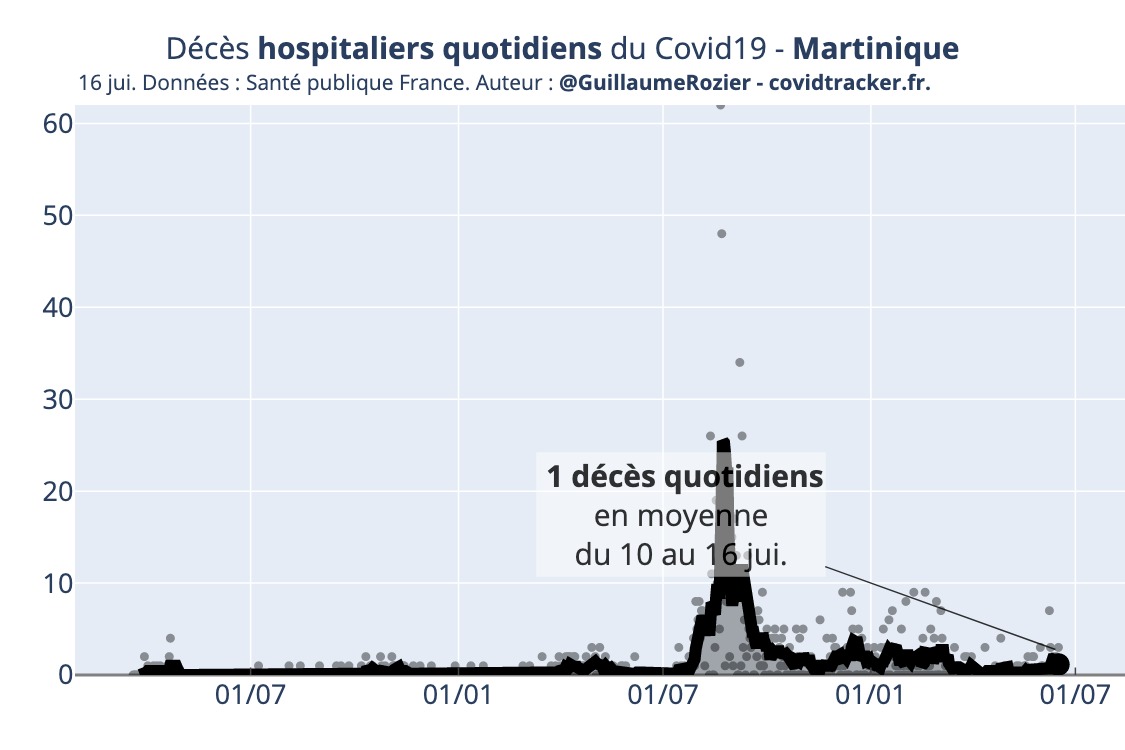 Décès hospitaliers quotidiens du Covid19 - Martinique
16 jui. Données : Santé publique France. Auteur : @GuillaumeRozier - covidtracker.fr.
60
50
40
30
20
10
0
1 décès quotidiens
en moyenne
du 10 au 16 jui.
01/07
01/01
01/07
01/01
01/07